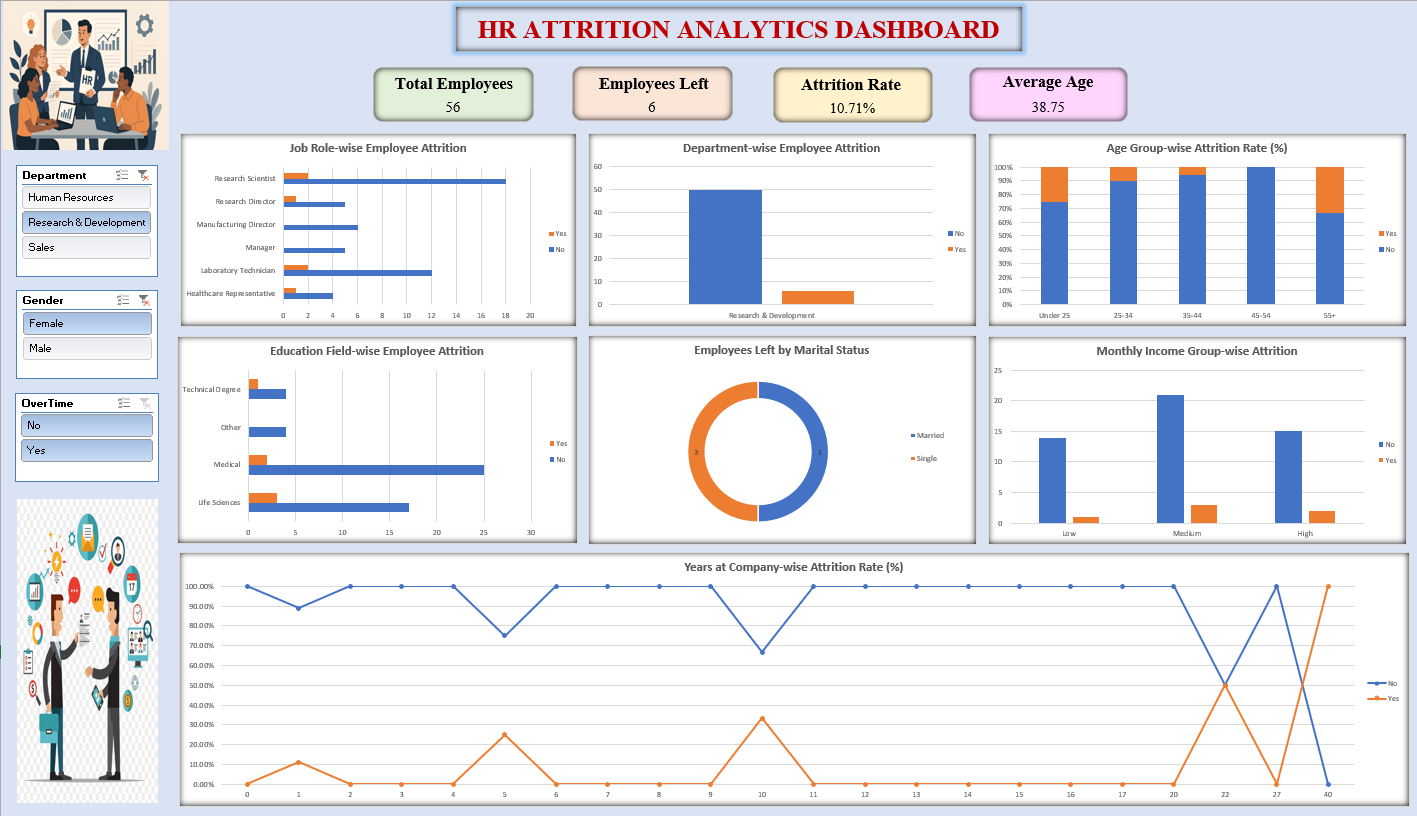 HR ATTRITION ANALYTICS DASHBOARD
HR
Total Employees
56
Employees Left
6
Attrition Rate
10.71%
Average Age
38.75
Department
Human Resources
Research & Development
Sales
Gender
Female
Male
OverTime
No
Yes
17
Job Role-wise Employee Attrition
Research Scientist
Research Director
Manufacturing Director
Manager
Laboratory Technician
Healthcare Representative
0 2 4 6 8 10 12 14 16 18 20
Yes
No
Department-wise Employee Attrition
60
50
40
30
20
10
0
Research & Development
No
Yes
Age Group-wise Attrition Rate (%)
100%
90%
80%
70%
60%
50%
40%
30%
20%
10%
0%
Under 25 25-34 35-44 45-54 55+
Yes
No
Education Field-wise Employee Attrition
Technical Degree
Other
Medical
Life Sciences
0 5 10 15 20 25 30
Yes
No
Employees Left by Marital Status
3 3
Married
Single
Monthly Income Group-wise Attrition
25
20
15
10
5
0
Low Medium High
No
Yes
Years at Company-wise Attrition Rate (%)
100.00%
90.00%
80.00%
70.00%
60.00%
50.00%
40.00%
30.00%
20.00%
10.00%
0.00%
0 1 2 3 4 5 6 7 8 9 10 11 12 13 14 15 16 17 20 22 27 40
No
Yes